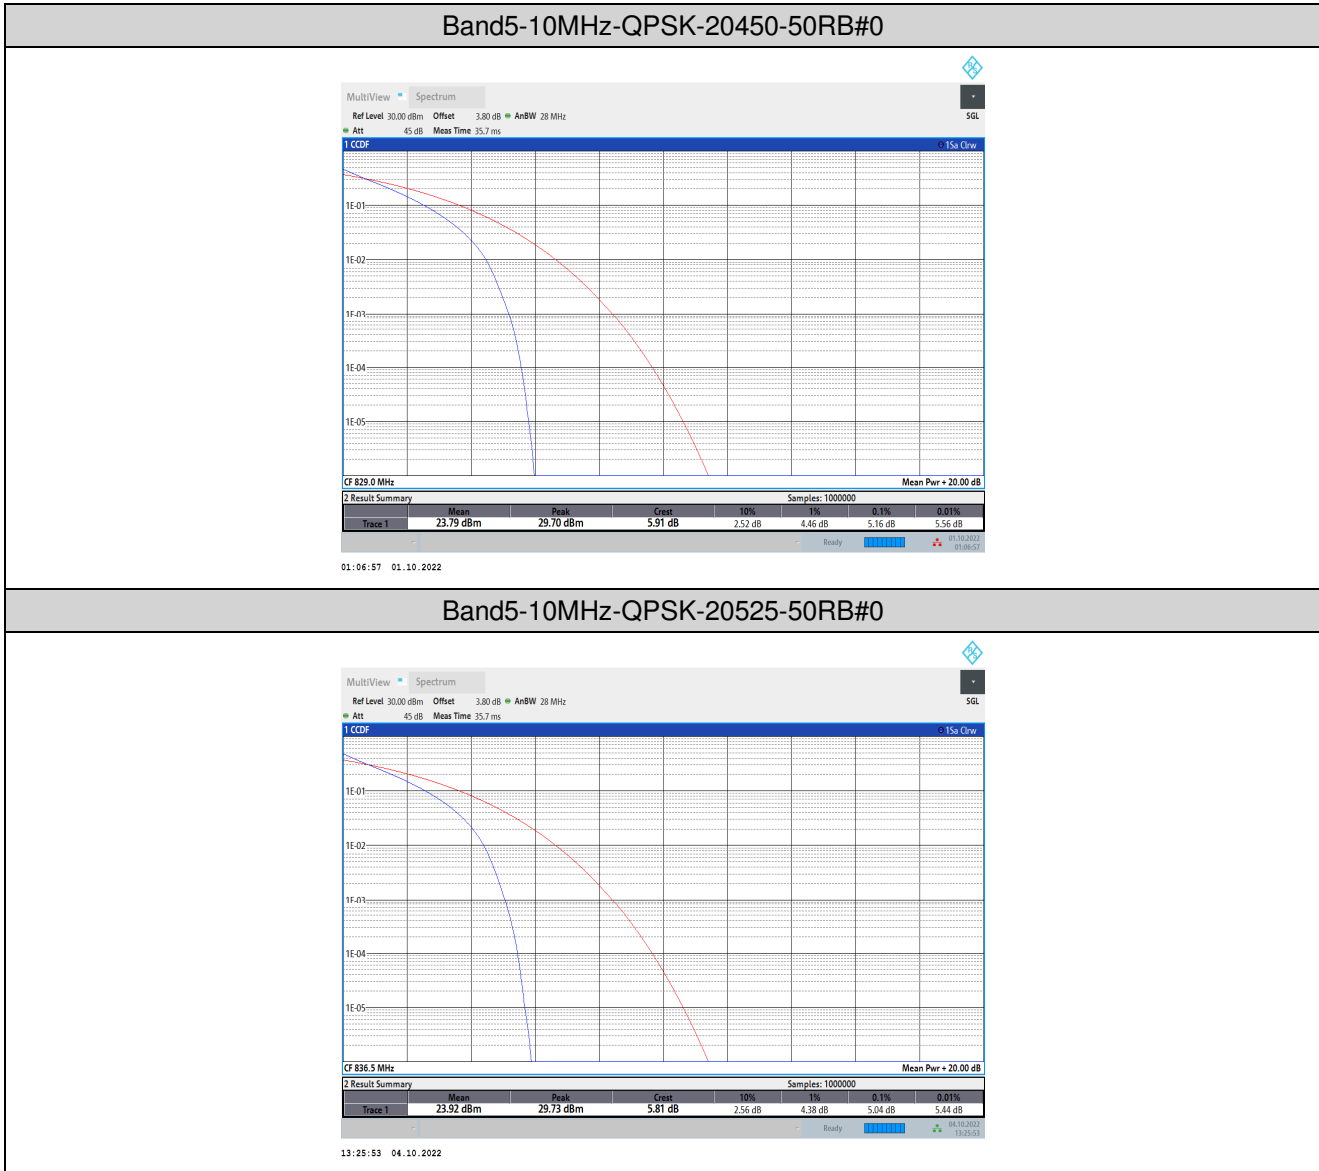 Band5-10MHz-QPSK-20450-50RB#0
MultiView Spectrum
Ref Level 30.00 dBm Offset 3.80 dB AnBW 28 MHz SGL
Att 45 dB Meas Time 35.7 ms
1 CCDF 1Sa Clrw
1E-01
1E-02
1E-03
1E-04
1E-05
CF 829.0 MHz Mean Pwr + 20.00 dB
2 Result Summary Samples: 1000000
Mean Peak Crest 10% 1% 0.1% 0.01%
Trace 1 23.79 dBm 29.70 dBm 5.91 dB 2.52 dB 4.46 dB 5.16 dB 5.56 dB
Ready 01.10.2022
01:06:57
01:06:57 01.10.2022
Band5-10MHz-QPSK-20525-50RB#0
MultiView Spectrum
Ref Level 30.00 dBm Offset 3.80 dB AnBW 28 MHz SGL
Att 45 dB Meas Time 35.7 ms
1 CCDF 1Sa Clrw
1E-01
1E-02
1E-03
1E-04
1E-05
CF 836.5 MHz Mean Pwr + 20.00 dB
2 Result Summary Samples: 1000000
Mean Peak Crest 10% 1% 0.1% 0.01%
Trace 1 23.92 dBm 29.73 dBm 5.81 dB 2.56 dB 4.38 dB 5.04 dB 5.44 dB
Ready 04.10.2022
13:25:53
13:25:53 04.10.2022